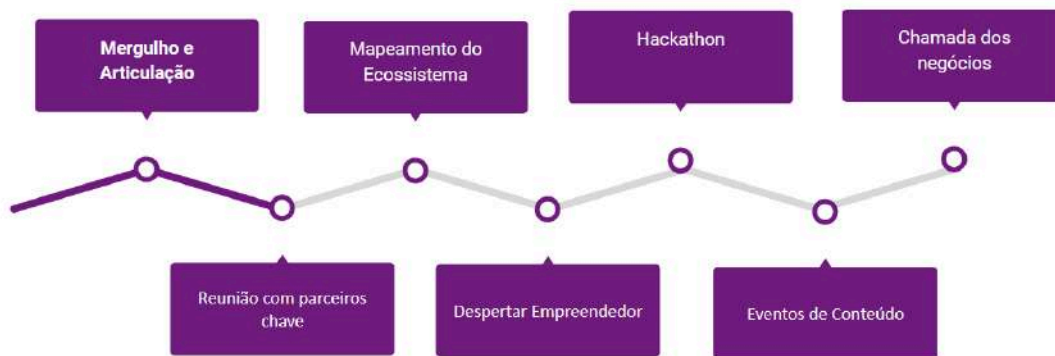 Mergulho e
Articulação
Mapeamento do
Ecossistema
Hackathon
Chamada dos
negócios
Reunião com parceiros
chave
Despertar Empreendedor
Eventos de Conteúdo